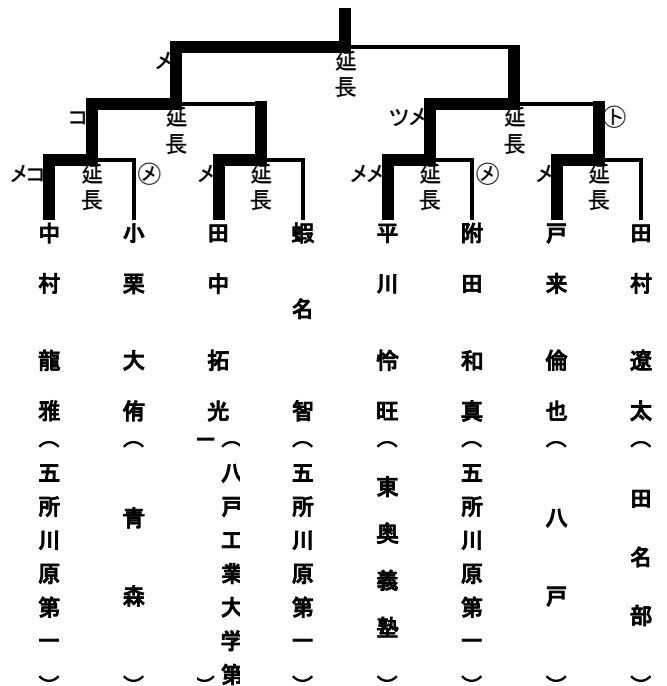 メ
延長
コ
延長
ツメ
延長
㋣
メコ
延長
㋱
メ
延長
メメ
延長
㋱
メ
延長
中村 龍雅（五所川原第一）
小栗 大侑（青森）
田中 拓光（八戸工業大学第一）
蝦名 智（五所川原第一）
平川 怜旺（東奥義塾）
附田 和真（五所川原第一）
戸来 倫也（八戸）
田村 遼太（田名部）